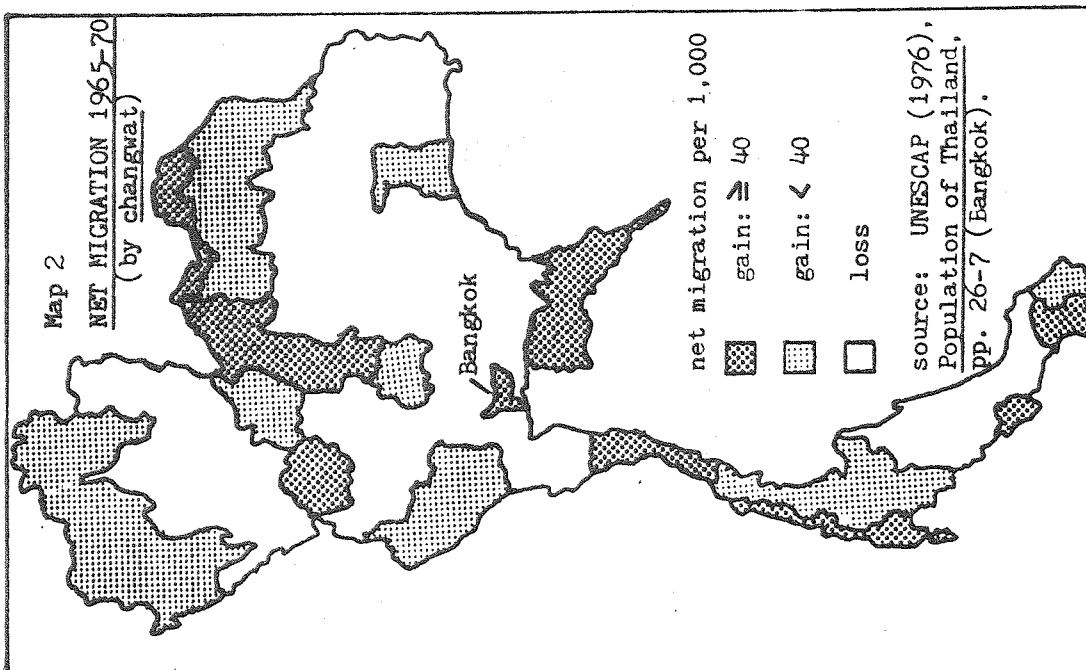 Map 2
NET MIGRATION 1965-70
(by changwat)
Bangkok
net migration per 1,000
gain: ≧ 40
gain: < 40
loss
source: UNESCAP (1976),
Population of Thailand,
pp. 26-7 (Bangkok).